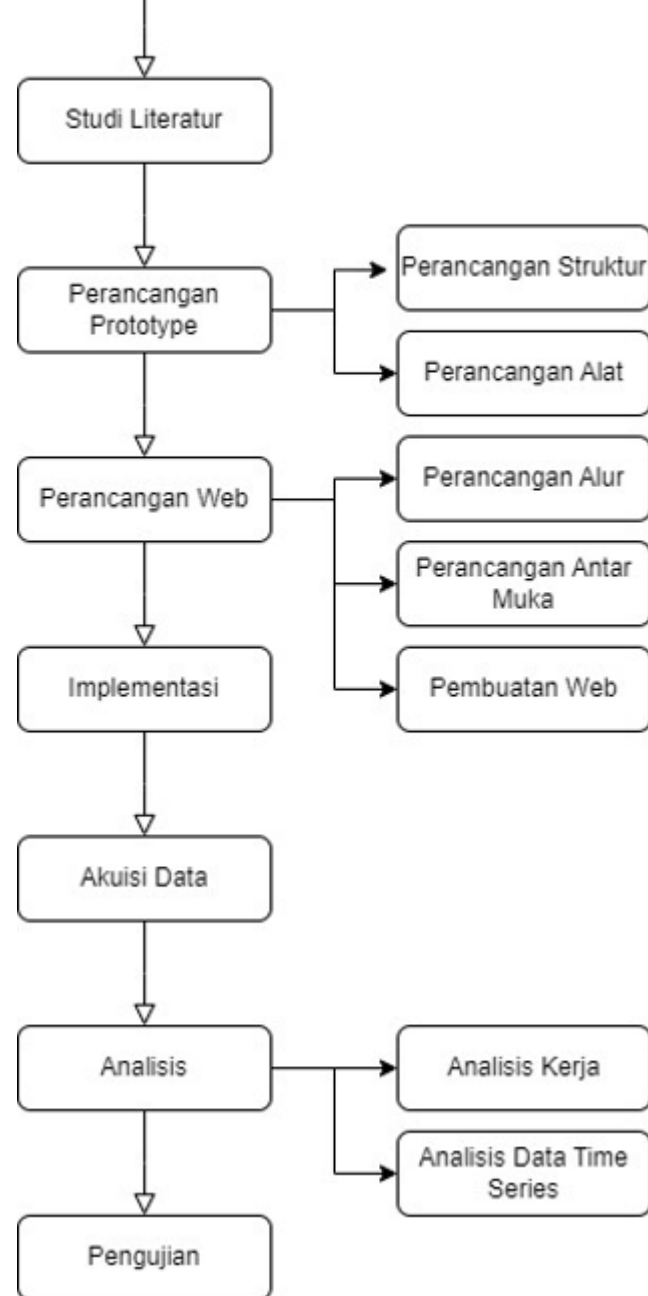 Studi Literatur
Perancangan
Prototype
Perancangan Struktur
Perancangan Alat
Perancangan Web
Perancangan Alur
Perancangan Antar
Muka
Pembuatan Web
Implementasi
Akuisi Data
Analisis
Analisis Kerja
Analisis Data Time
Series
Pengujian